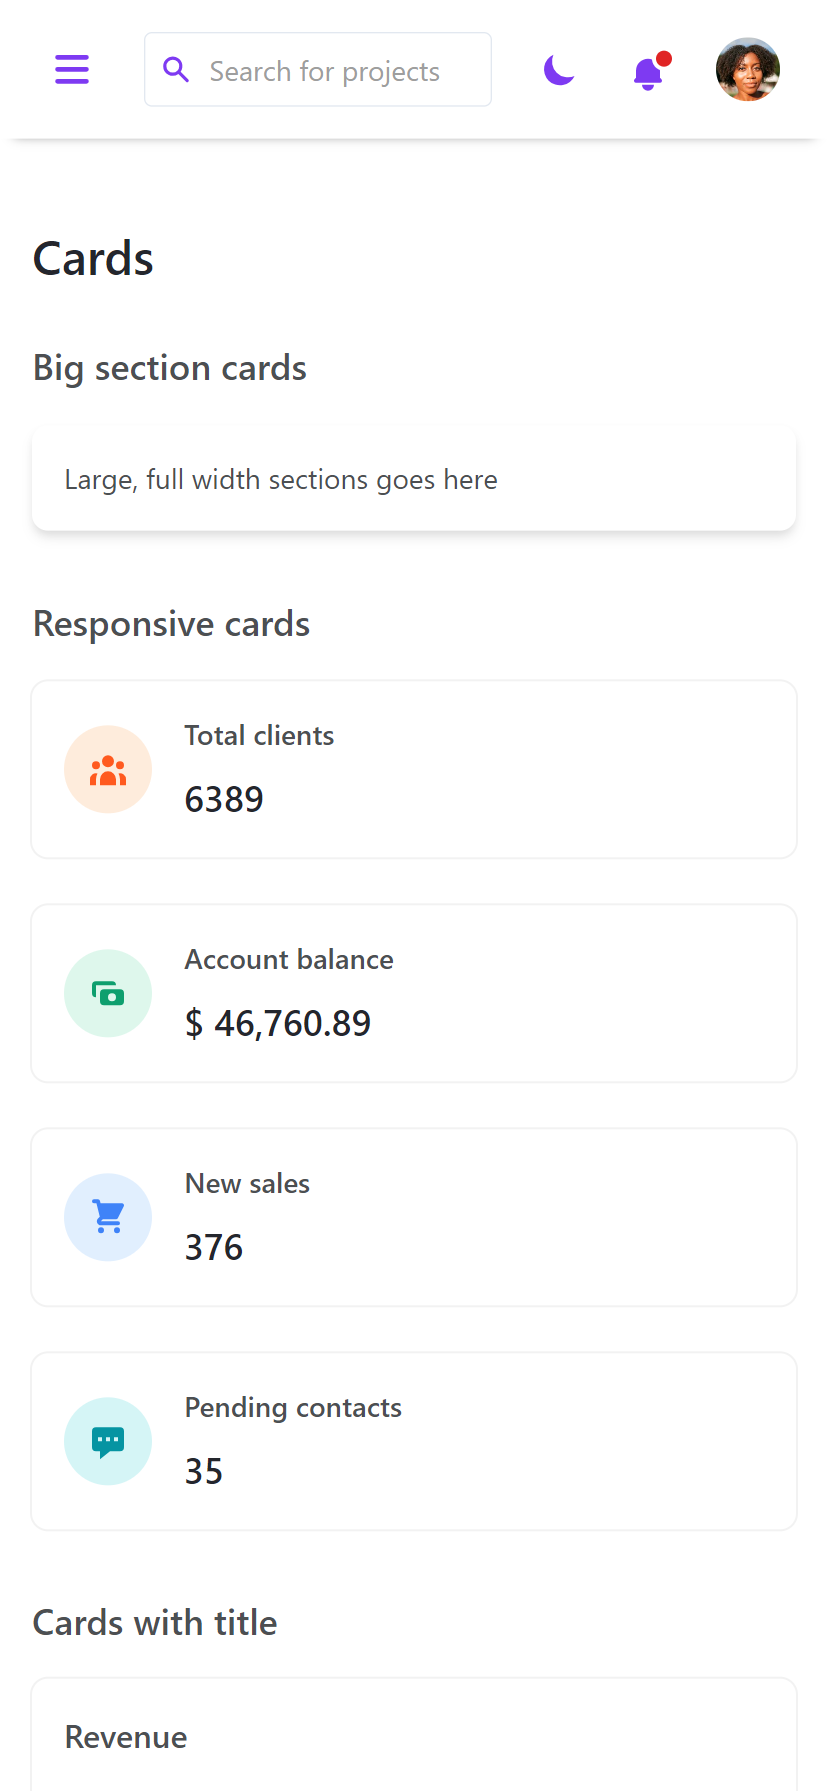 Search for projects
Cards
Big section cards
Large, full width sections goes here
Responsive cards
Total clients
6389
Account balance
$ 46,760.89
New sales
376
Pending contacts
35
Cards with title
Revenue